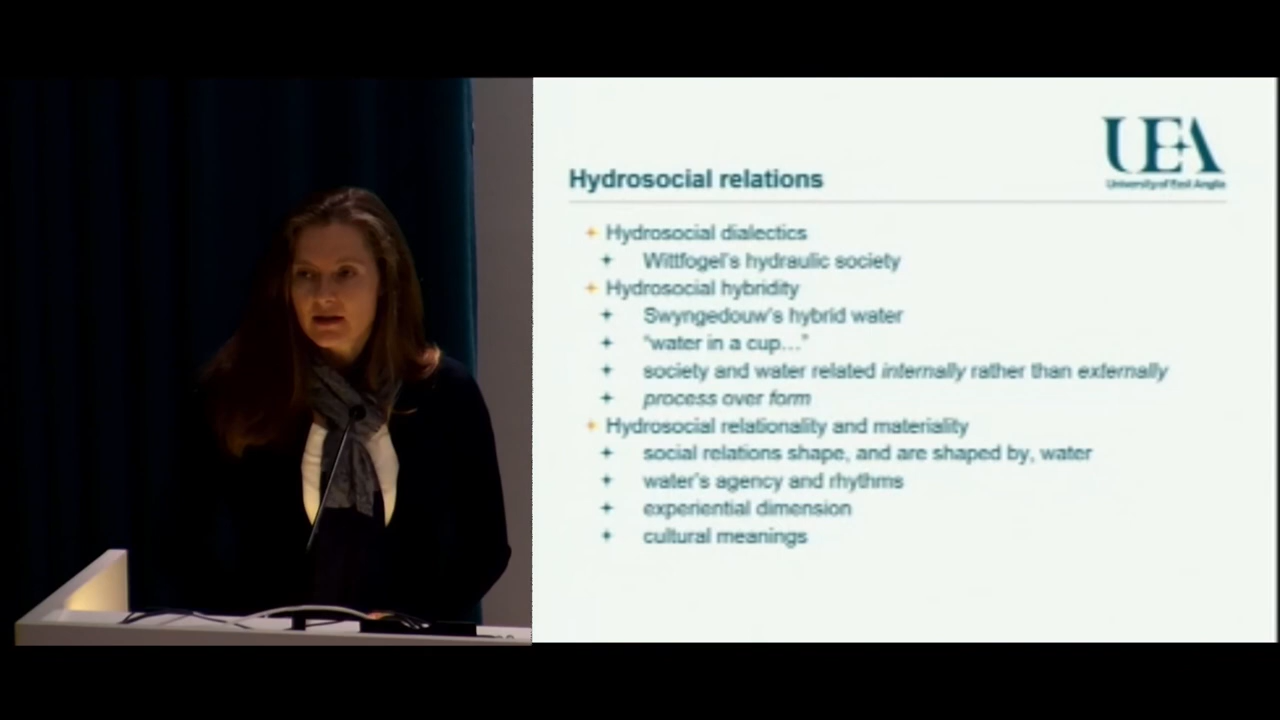 UEA
University of East Anglia
Hydrosocial relations
Hydrosocial dialectics
Wittfogel's hydraulic society
Hydrosocial hybridity
Swyngedouw's hybrid water
"water in a cup…"
society and water related internally rather than externally
process over form
Hydrosocial relationality and materiality
social relations shape, and are shaped by, water
water's agency and rhythms
experiential dimension
cultural meanings